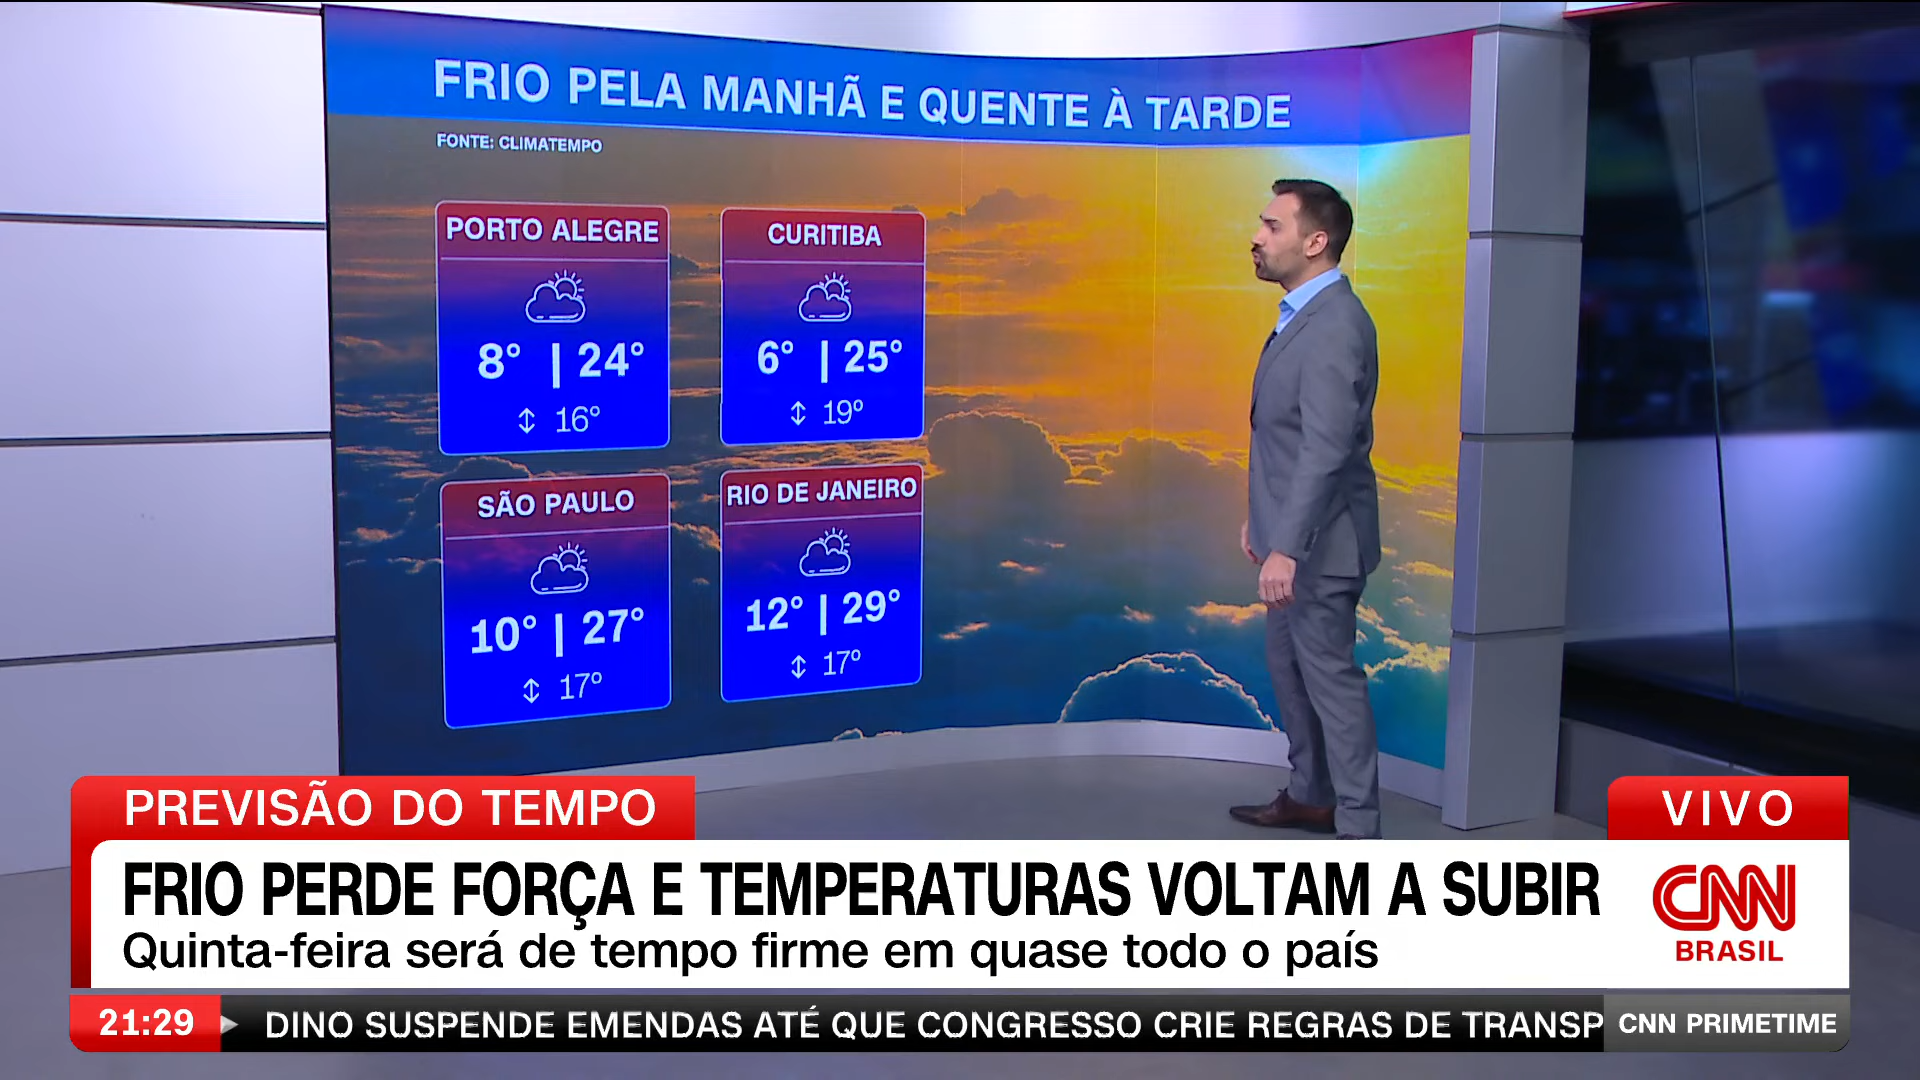 FRIO PELA MANHÃ E QUENTE À TARDE
FONTE: CLIMATEMPO
PORTO ALEGRE
8° | 24°
↕ 16°
CURITIBA
6° | 25°
↕ 19°
SÃO PAULO
10° | 27°
↕ 17°
RIO DE JANEIRO
12° | 29°
↕ 17°
PREVISÃO DO TEMPO
VIVO
FRIO PERDE FORÇA E TEMPERATURAS VOLTAM A SUBIR
Quinta-feira será de tempo firme em quase todo o país
CNN
BRASIL
21:29
DINO SUSPENDE EMENDAS ATÉ QUE CONGRESSO CRIE REGRAS DE TRANSP
CNN PRIMETIME